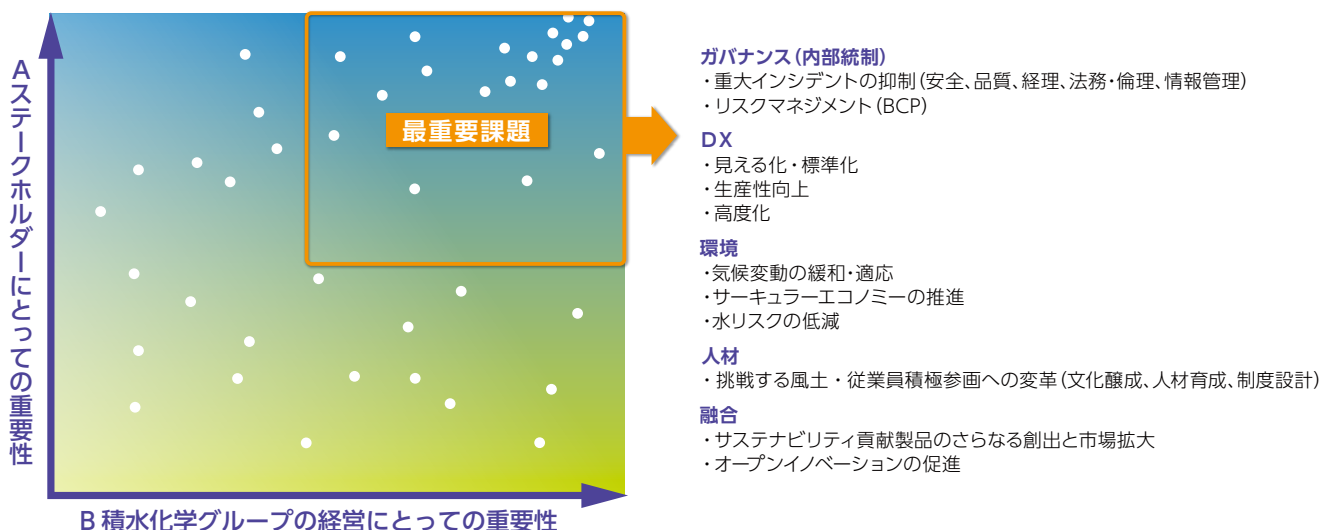 Aステークホルダーにとっての重要性
最重要課題
B 積水化学グループの経営にとっての重要性
ガバナンス(内部統制)
・重大インシデントの抑制(安全、品質、経理、法務・倫理、情報管理)
・リスクマネジメント(BCP)
DX
・見える化・標準化
・生産性向上
・高度化
環境
・気候変動の緩和・適応
・サーキュラーエコノミーの推進
・水リスクの低減
人材
・挑戦する風土・従業員積極参画への変革(文化醸成、人材育成、制度設計)
融合
・サステナビリティ貢献製品のさらなる創出と市場拡大
・オープンイノベーションの促進